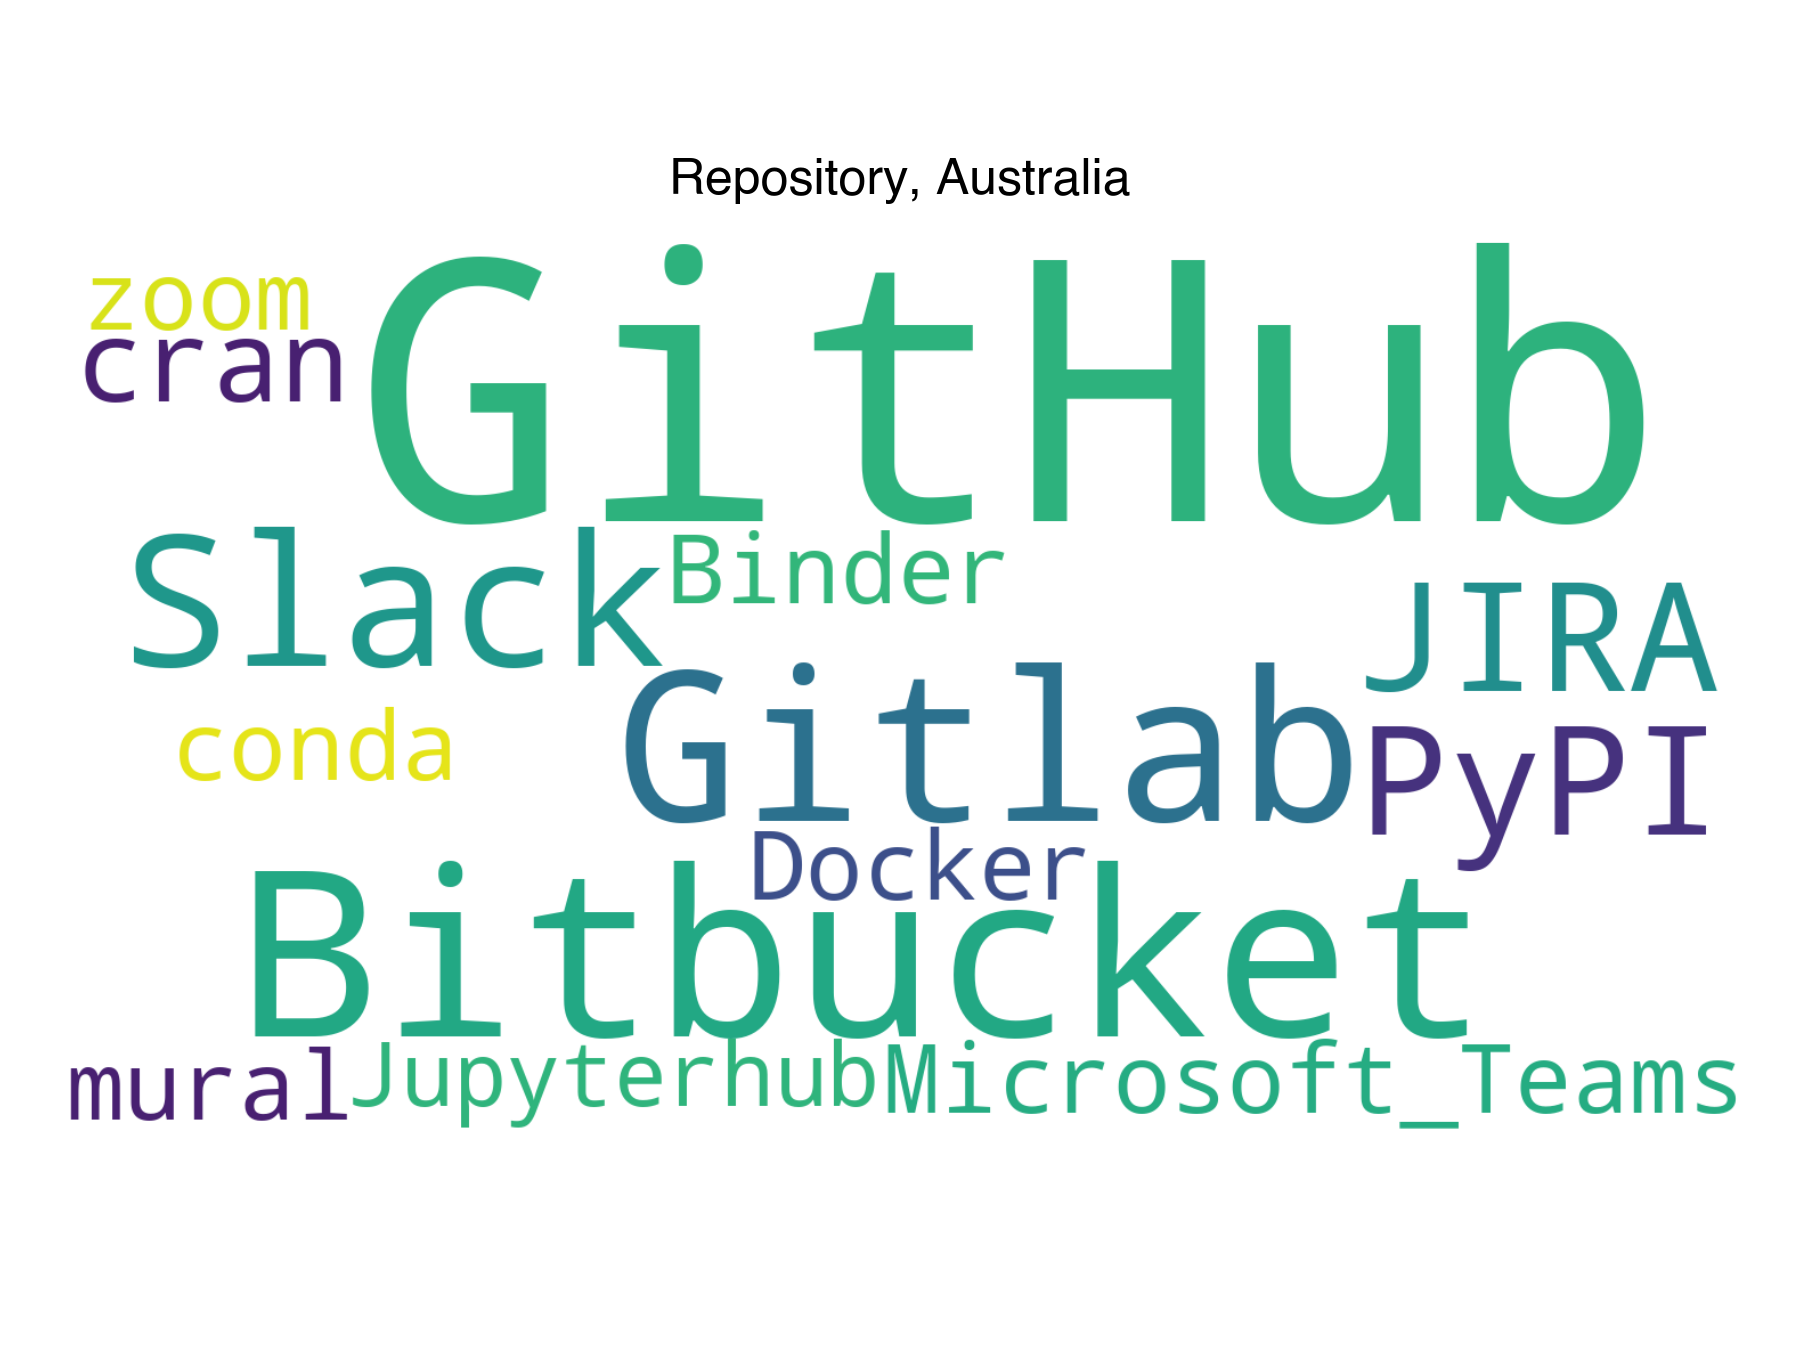 Repository, Australia
zoom
GitHub
cran
Slack
Binder
JIRA
Gitlab
conda
PyPI
Docker
Bitbucket
mural
Jupyterhub
Microsoft_Teams